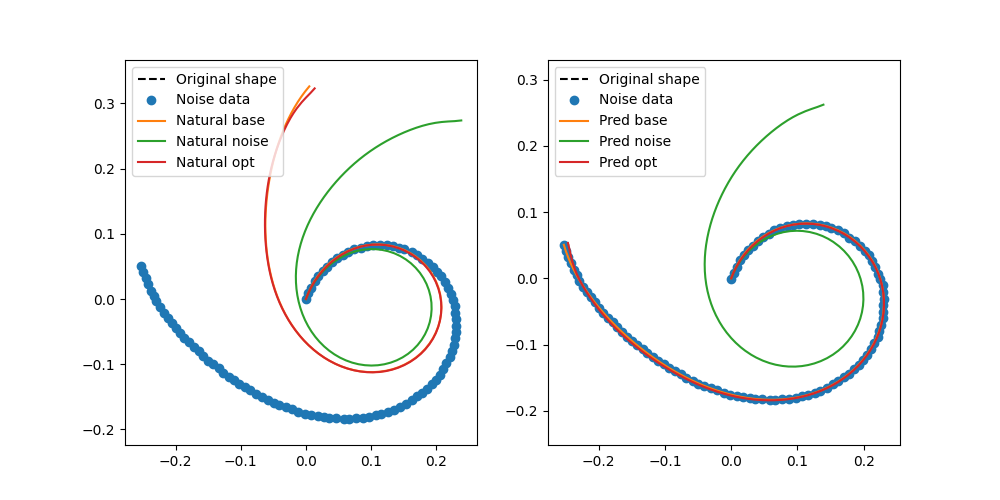 Original shape
Noise data
Natural base
Natural noise
Natural opt
0.3
0.2
0.1
0.0
−0.1
−0.2
−0.2
−0.1
0.0
0.1
0.2
Original shape
Noise data
Pred base
Pred noise
Pred opt
0.3
0.2
0.1
0.0
−0.1
−0.2
−0.2
−0.1
0.0
0.1
0.2